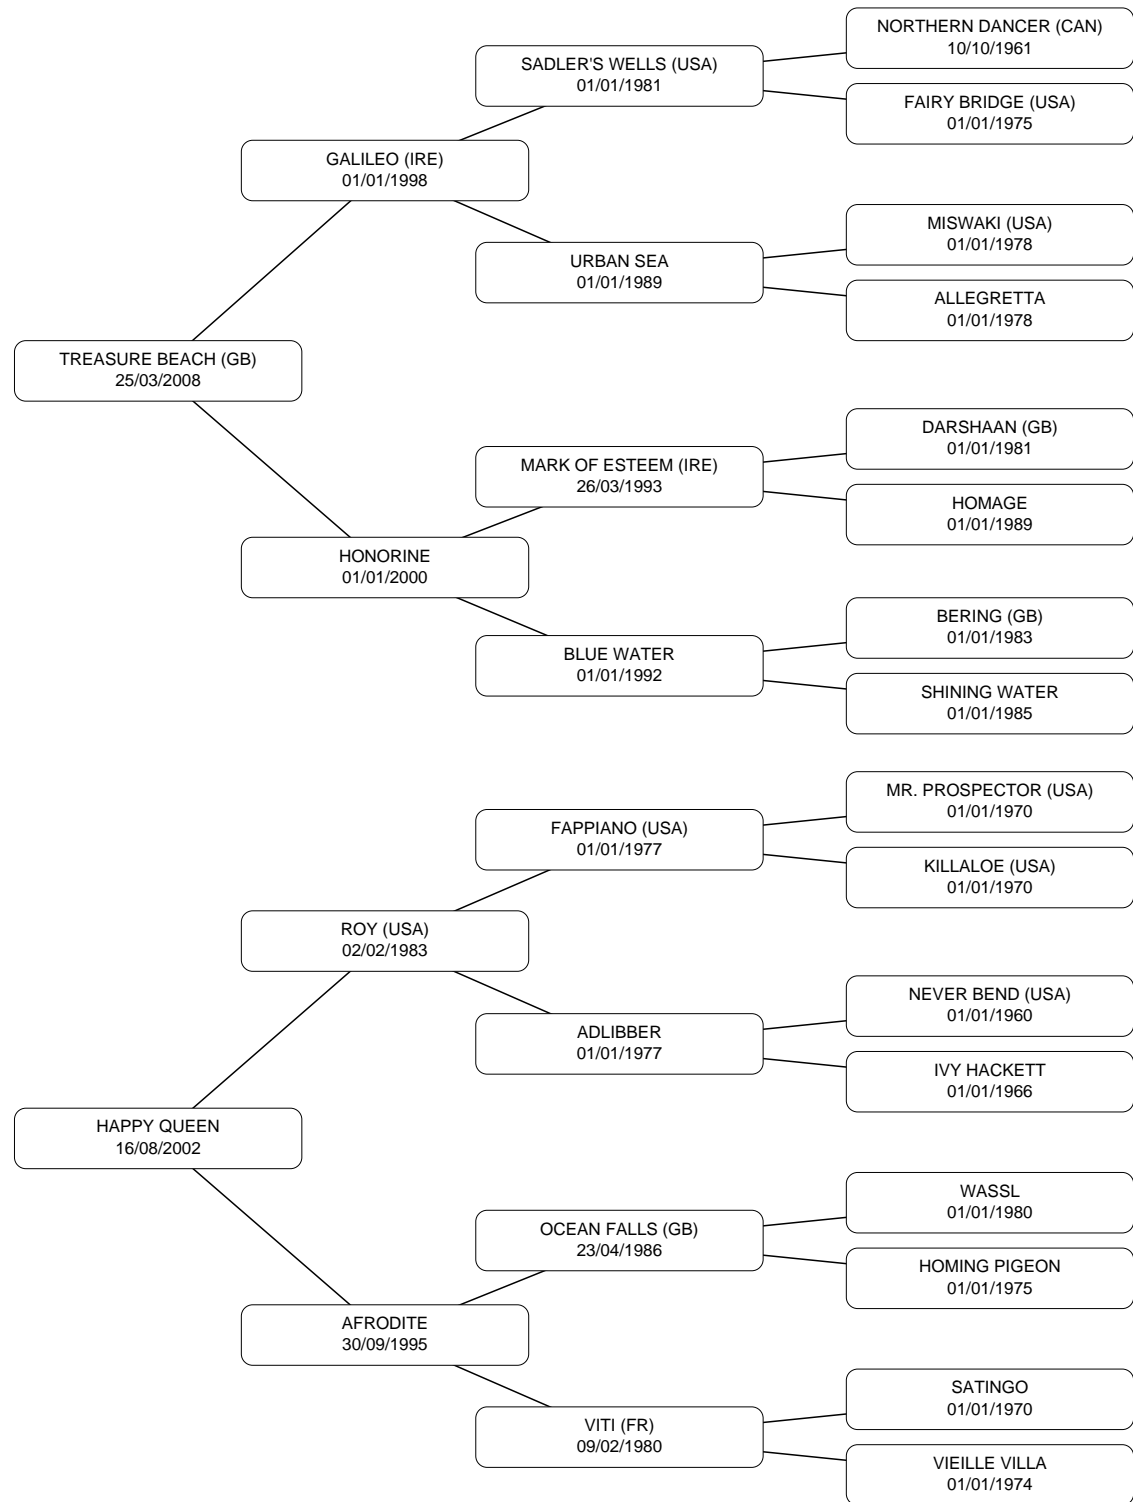 NORTHERN DANCER (CAN)
10/10/1961
SADLER'S WELLS (USA)
01/01/1981
FAIRY BRIDGE (USA)
01/01/1975
GALILEO (IRE)
01/01/1998
MISWAKI (USA)
01/01/1978
URBAN SEA
01/01/1989
ALLEGRETTA
01/01/1978
TREASURE BEACH (GB)
25/03/2008
DARSHAAN (GB)
01/01/1981
MARK OF ESTEEM (IRE)
26/03/1993
HOMAGE
01/01/1989
HONORINE
01/01/2000
BERING (GB)
01/01/1983
BLUE WATER
01/01/1992
SHINING WATER
01/01/1985
MR. PROSPECTOR (USA)
01/01/1970
FAPPIANO (USA)
01/01/1977
KILLALOE (USA)
01/01/1970
ROY (USA)
02/02/1983
NEVER BEND (USA)
01/01/1960
ADLIBBER
01/01/1977
IVY HACKETT
01/01/1966
HAPPY QUEEN
16/08/2002
WASSL
01/01/1980
OCEAN FALLS (GB)
23/04/1986
HOMING PIGEON
01/01/1975
AFRODITE
30/09/1995
SATINGO
01/01/1970
VITI (FR)
09/02/1980
VIEILLE VILLA
01/01/1974